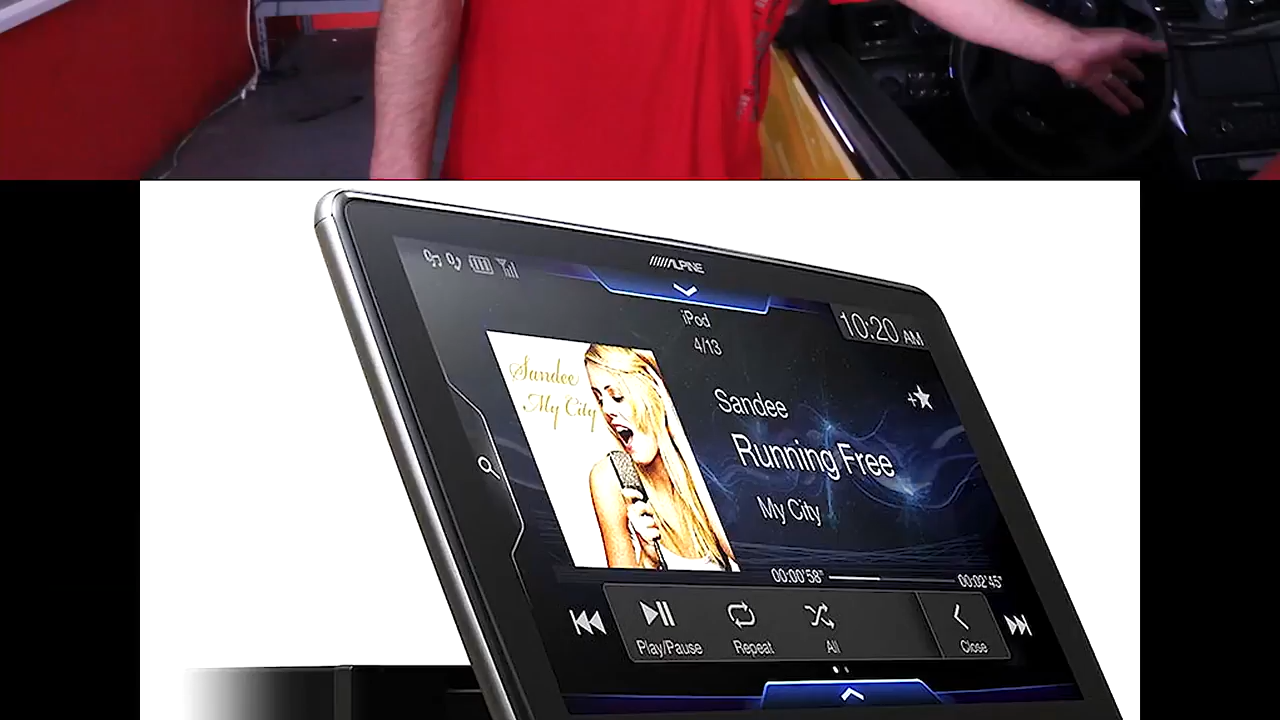 ALPINE
iPod
4/13
10:20 AM
Sandee
My City
Sandee
Running Free
My City
00:00'58"
00:02'45"
Play/Pause
Repeat
All
Close